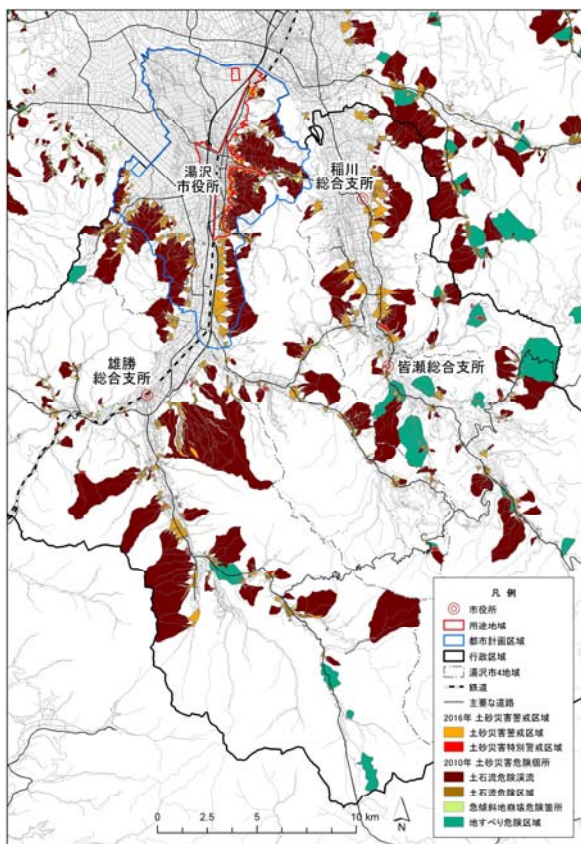 湯沢
市役所
稲川
総合支所
雄勝
総合支所
皆瀬総合支所
凡 例
市役所
用途地域
都市計画区域
行政区域
湯沢市4地域
鉄道
主要な道路
2016年 土砂災害警戒区域
土砂災害警戒区域
土砂災害特別警戒区域
2010年 土砂災害危険個所
土石流危険渓流
土石流危険区域
急傾斜地崩壊危険箇所
地すべり危険区域
0 2.5 5 10 km
N